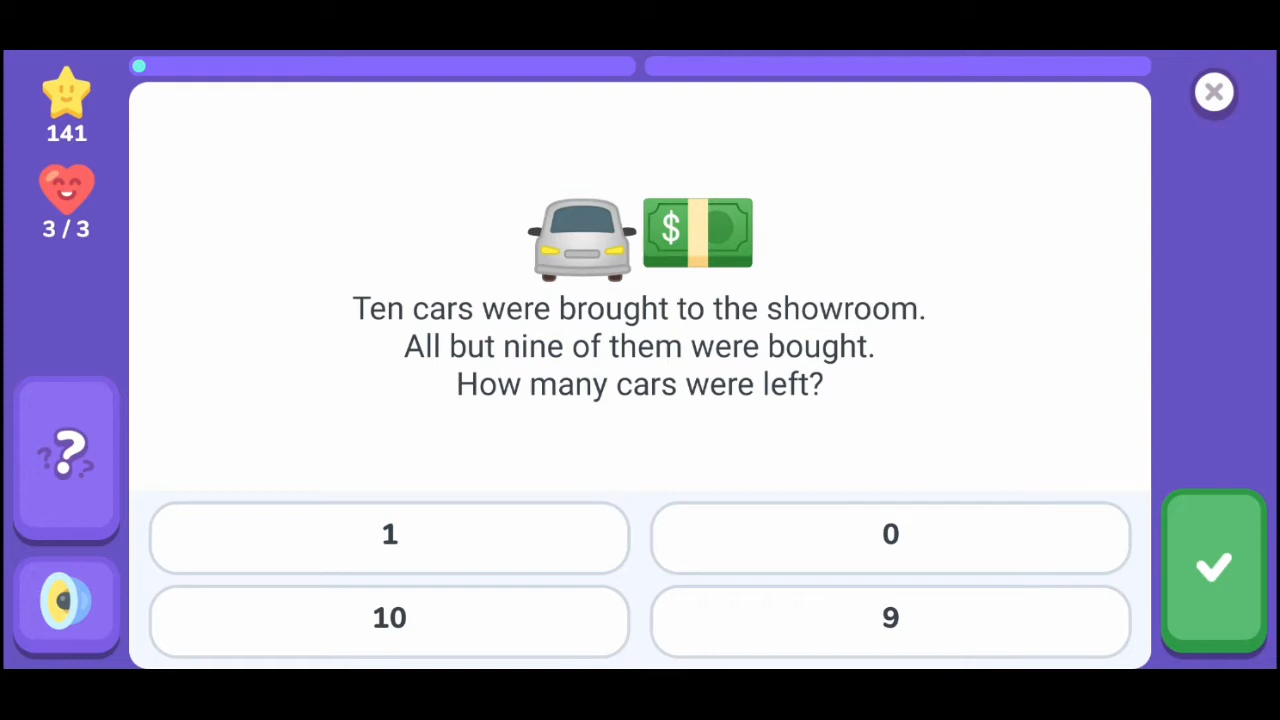 141
3 / 3
$
Ten cars were brought to the showroom.
All but nine of them were bought.
How many cars were left?
? ? ?
1
0
10
9